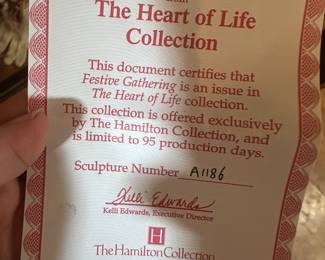 The Heart of Life
Collection
This document certifies that
Festive Gathering is an issue in
The Heart of Life collection.
This collection is offered exclusively
by The Hamilton Collection, and
is limited to 95 production days.
Sculpture Number A1186
Kelli Edwards
Kelli Edwards, Executive Director
H
The Hamilton Collection